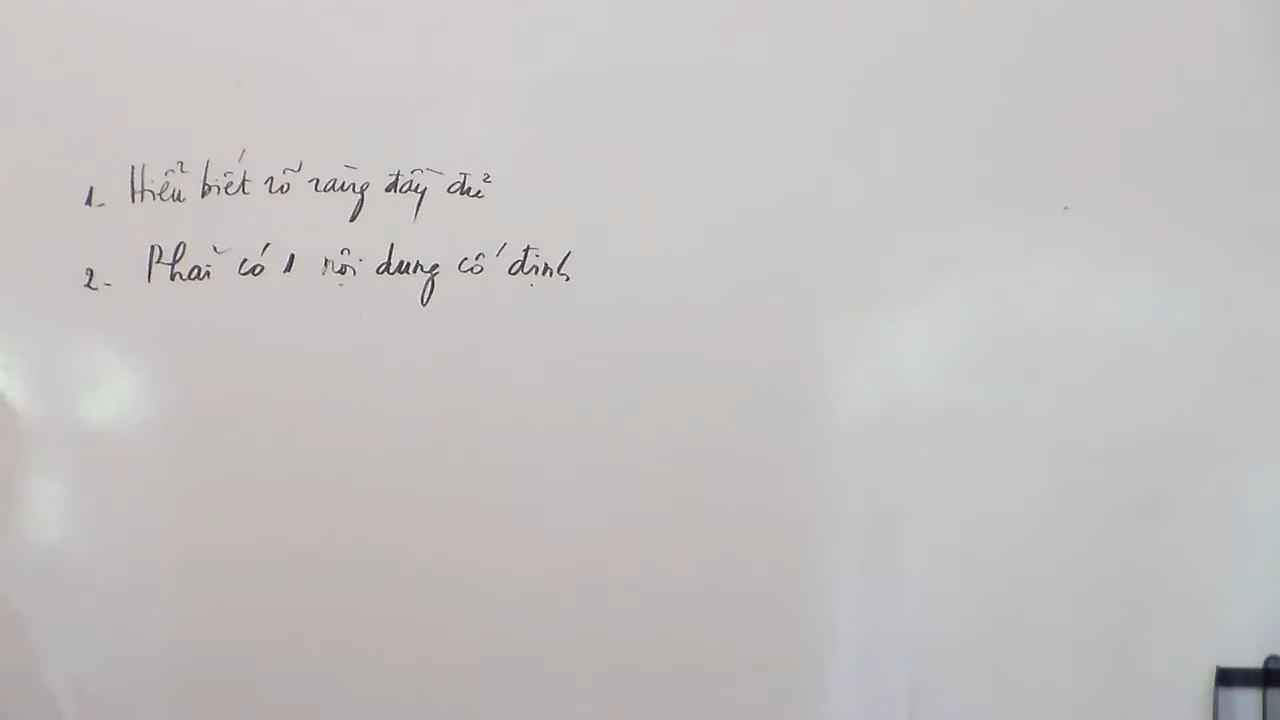 1. Hiểu biết rõ ràng đầy đủ
2. Phải có 1 nội dung cố định